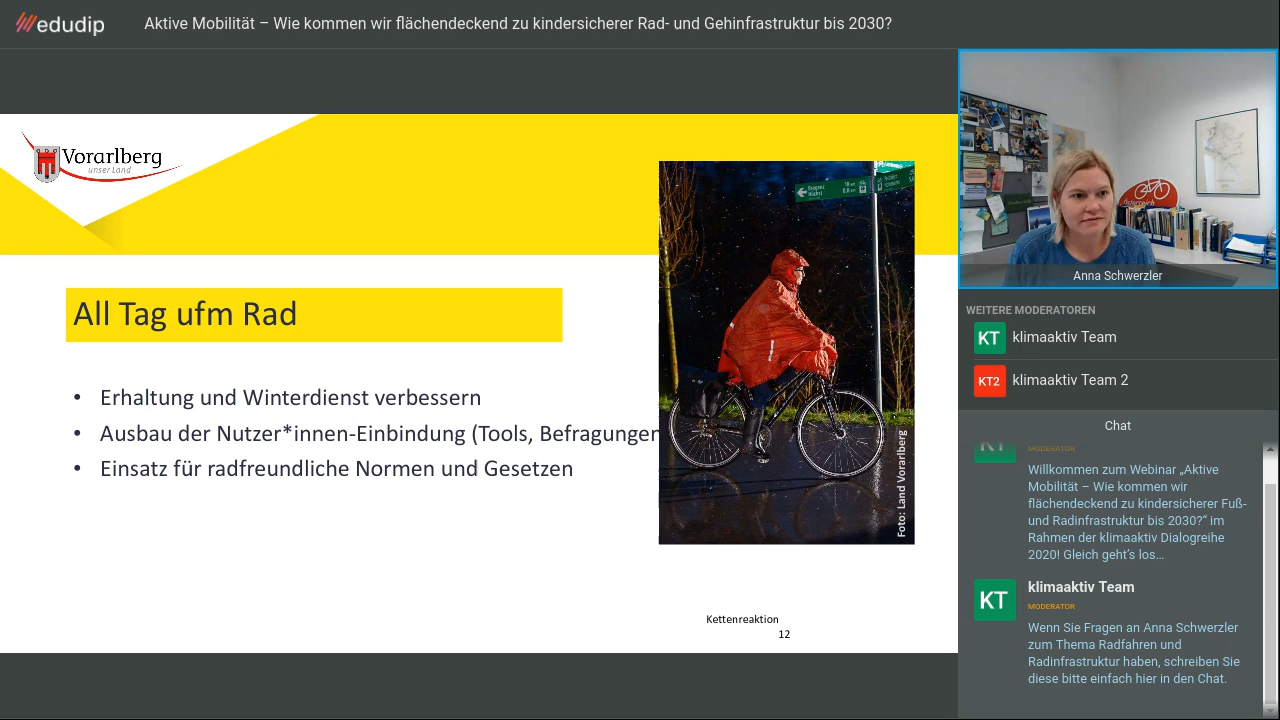 edudip
Aktive Mobilität – Wie kommen wir flächendeckend zu kindersicherer Rad- und Gehinfrastruktur bis 2030?
Vorarlberg
unser Land
All Tag ufm Rad
• Erhaltung und Winterdienst verbessern
• Ausbau der Nutzer*innen-Einbindung (Tools, Befragungen
• Einsatz für radfreundliche Normen und Gesetzen
Bregenz
Höchst
Foto: Land Vorarlberg
Kettenreaktion
12
Österreich
Anna Schwerzler
WEITERE MODERATOREN
KT klimaaktiv Team
KT2 klimaaktiv Team 2
Chat
KT
MODERATOR
Willkommen zum Webinar „Aktive
Mobilität – Wie kommen wir
flächendeckend zu kindersicherer Fuß-
und Radinfrastruktur bis 2030?“ im
Rahmen der klimaaktiv Dialogreihe
2020! Gleich geht's los…
KT
klimaaktiv Team
MODERATOR
Wenn Sie Fragen an Anna Schwerzler
zum Thema Radfahren und
Radinfrastruktur haben, schreiben Sie
diese bitte einfach hier in den Chat.